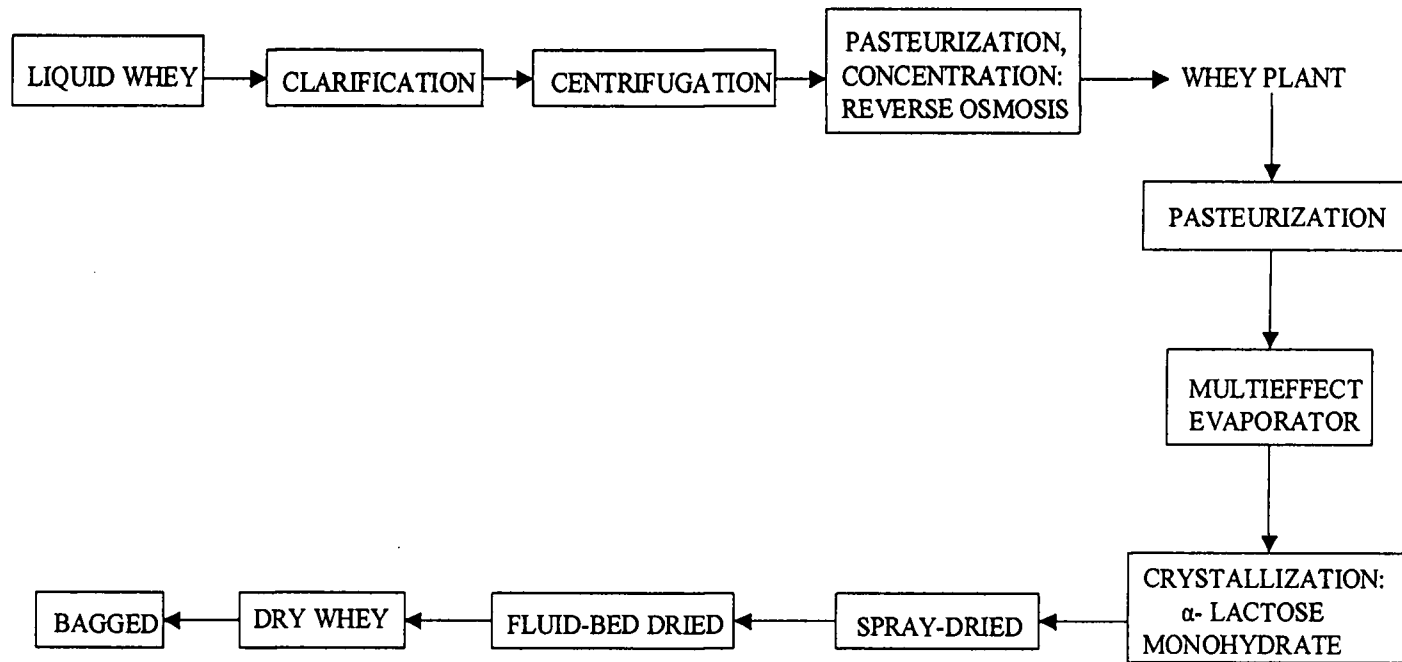 LIQUID WHEY
CLARIFICATION
CENTRIFUGATION
PASTEURIZATION,
CONCENTRATION:
REVERSE OSMOSIS
WHEY PLANT
PASTEURIZATION
MULTIEFFECT
EVAPORATOR
CRYSTALLIZATION:
α- LACTOSE
MONOHYDRATE
SPRAY-DRIED
FLUID-BED DRIED
DRY WHEY
BAGGED